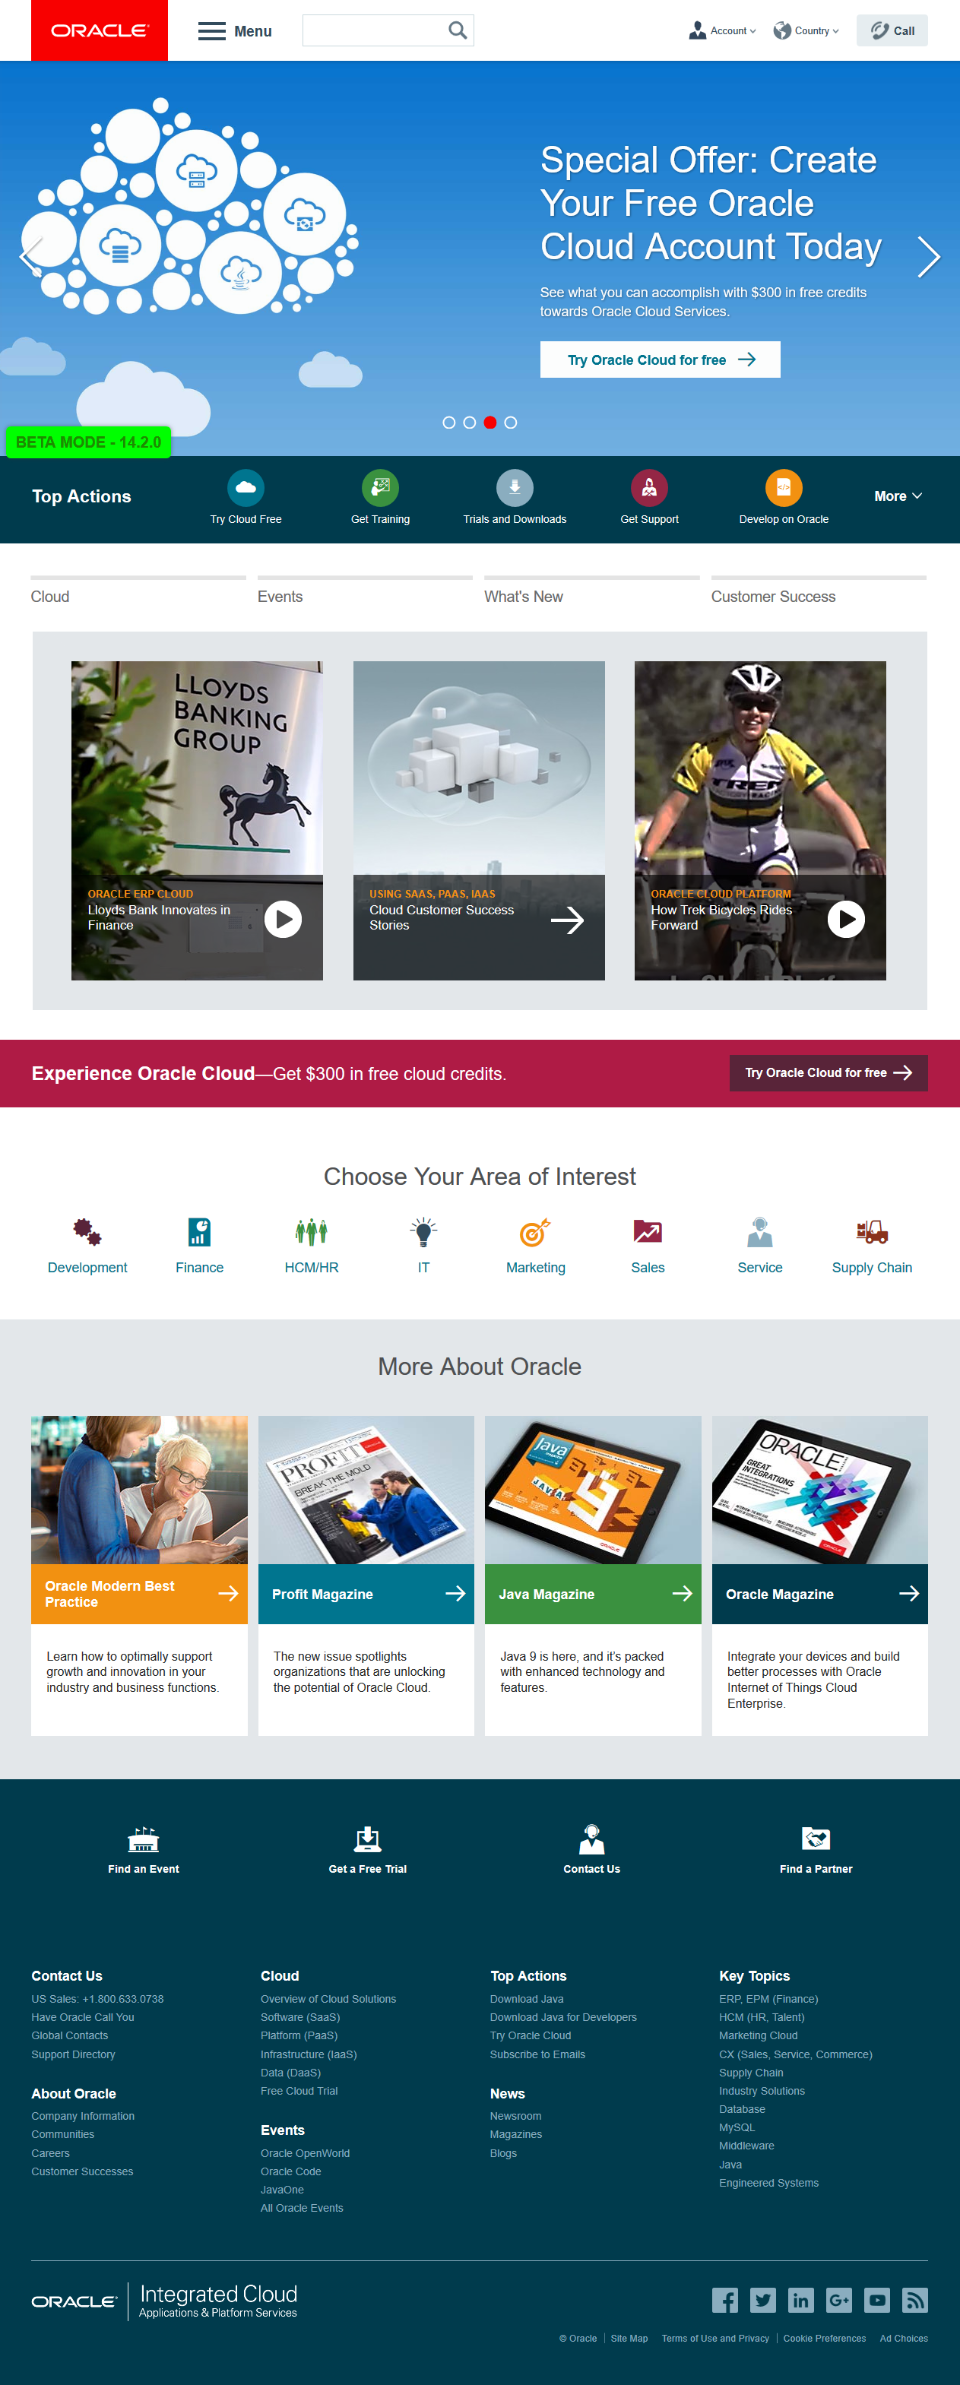 ORACLE
Menu
Account
Country
Call
Special Offer: Create
Your Free Oracle
Cloud Account Today
See what you can accomplish with $300 in free credits
towards Oracle Cloud Services.
Try Oracle Cloud for free
BETA MODE - 14.2.0
Top Actions
Try Cloud Free
Get Training
Trials and Downloads
Get Support
Develop on Oracle
More
Cloud
Events
What's New
Customer Success
LLOYDS
BANKING
GROUP
ORACLE ERP CLOUD
Lloyds Bank Innovates in
Finance
USING SAAS, PAAS, IAAS
Cloud Customer Success
Stories
TREK
ORACLE CLOUD PLATFORM
How Trek Bicycles Rides
Forward
Experience Oracle Cloud—Get $300 in free cloud credits.
Try Oracle Cloud for free
Choose Your Area of Interest
Development
Finance
HCM/HR
IT
Marketing
Sales
Service
Supply Chain
More About Oracle
PROFIT
BREAK THE MOLD
java
JAVA
9
ORACLE
GREAT
INTEGRATIONS
Oracle Modern Best
Practice
Profit Magazine
Java Magazine
Oracle Magazine
Learn how to optimally support
growth and innovation in your
industry and business functions.
The new issue spotlights
organizations that are unlocking
the potential of Oracle Cloud.
Java 9 is here, and it's packed
with enhanced technology and
features.
Integrate your devices and build
better processes with Oracle
Internet of Things Cloud
Enterprise.
Find an Event
Get a Free Trial
Contact Us
Find a Partner
Contact Us
US Sales: +1.800.633.0738
Have Oracle Call You
Global Contacts
Support Directory
About Oracle
Company Information
Communities
Careers
Customer Successes
Cloud
Overview of Cloud Solutions
Software (SaaS)
Platform (PaaS)
Infrastructure (IaaS)
Data (DaaS)
Free Cloud Trial
Events
Oracle OpenWorld
Oracle Code
JavaOne
All Oracle Events
Top Actions
Download Java
Download Java for Developers
Try Oracle Cloud
Subscribe to Emails
News
Newsroom
Magazines
Blogs
Key Topics
ERP, EPM (Finance)
HCM (HR, Talent)
Marketing Cloud
CX (Sales, Service, Commerce)
Supply Chain
Industry Solutions
Database
MySQL
Middleware
Java
Engineered Systems
ORACLE
Integrated Cloud
Applications & Platform Services
© Oracle
Site Map
Terms of Use and Privacy
Cookie Preferences
Ad Choices